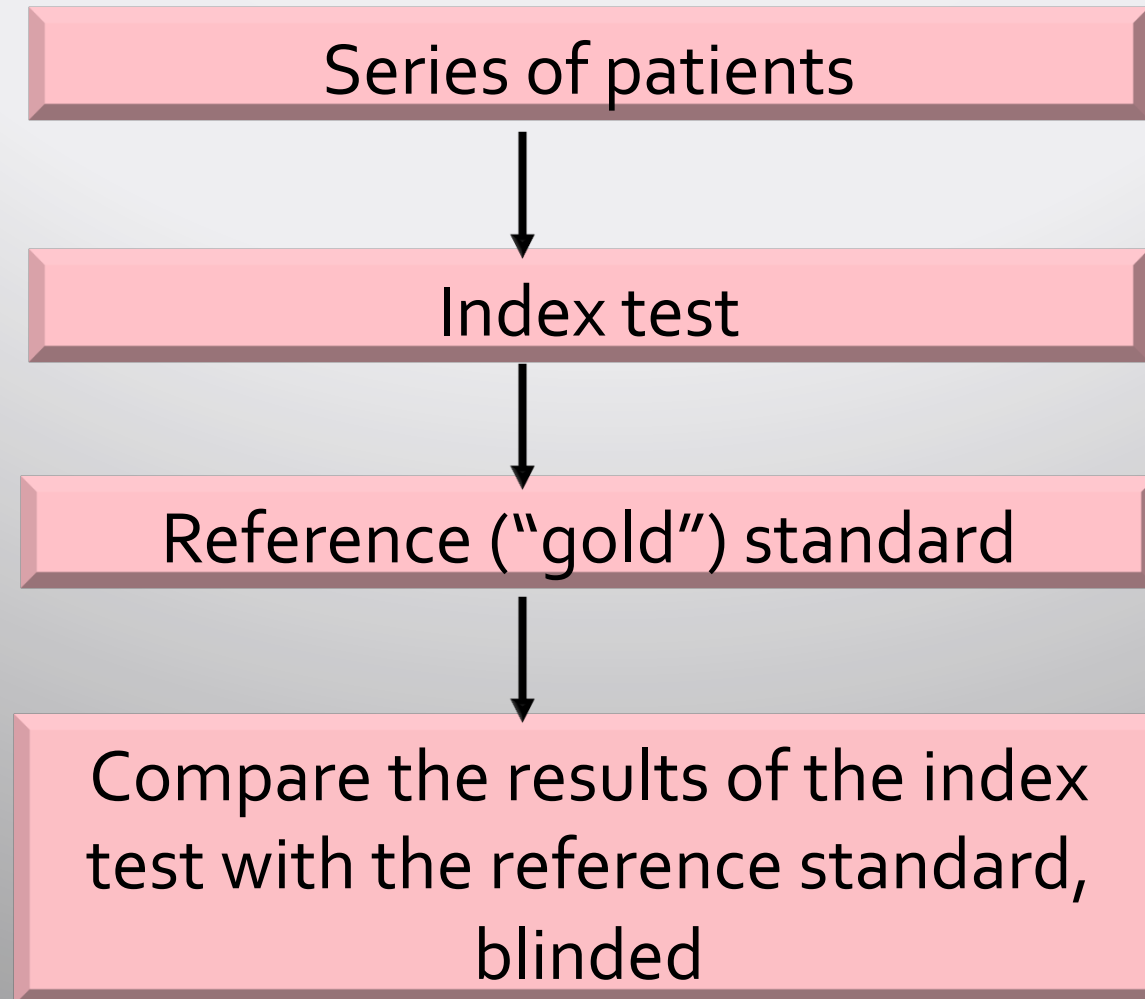 Series of patients
Index test
Reference (“gold”) standard
Compare the results of the index
test with the reference standard,
blinded